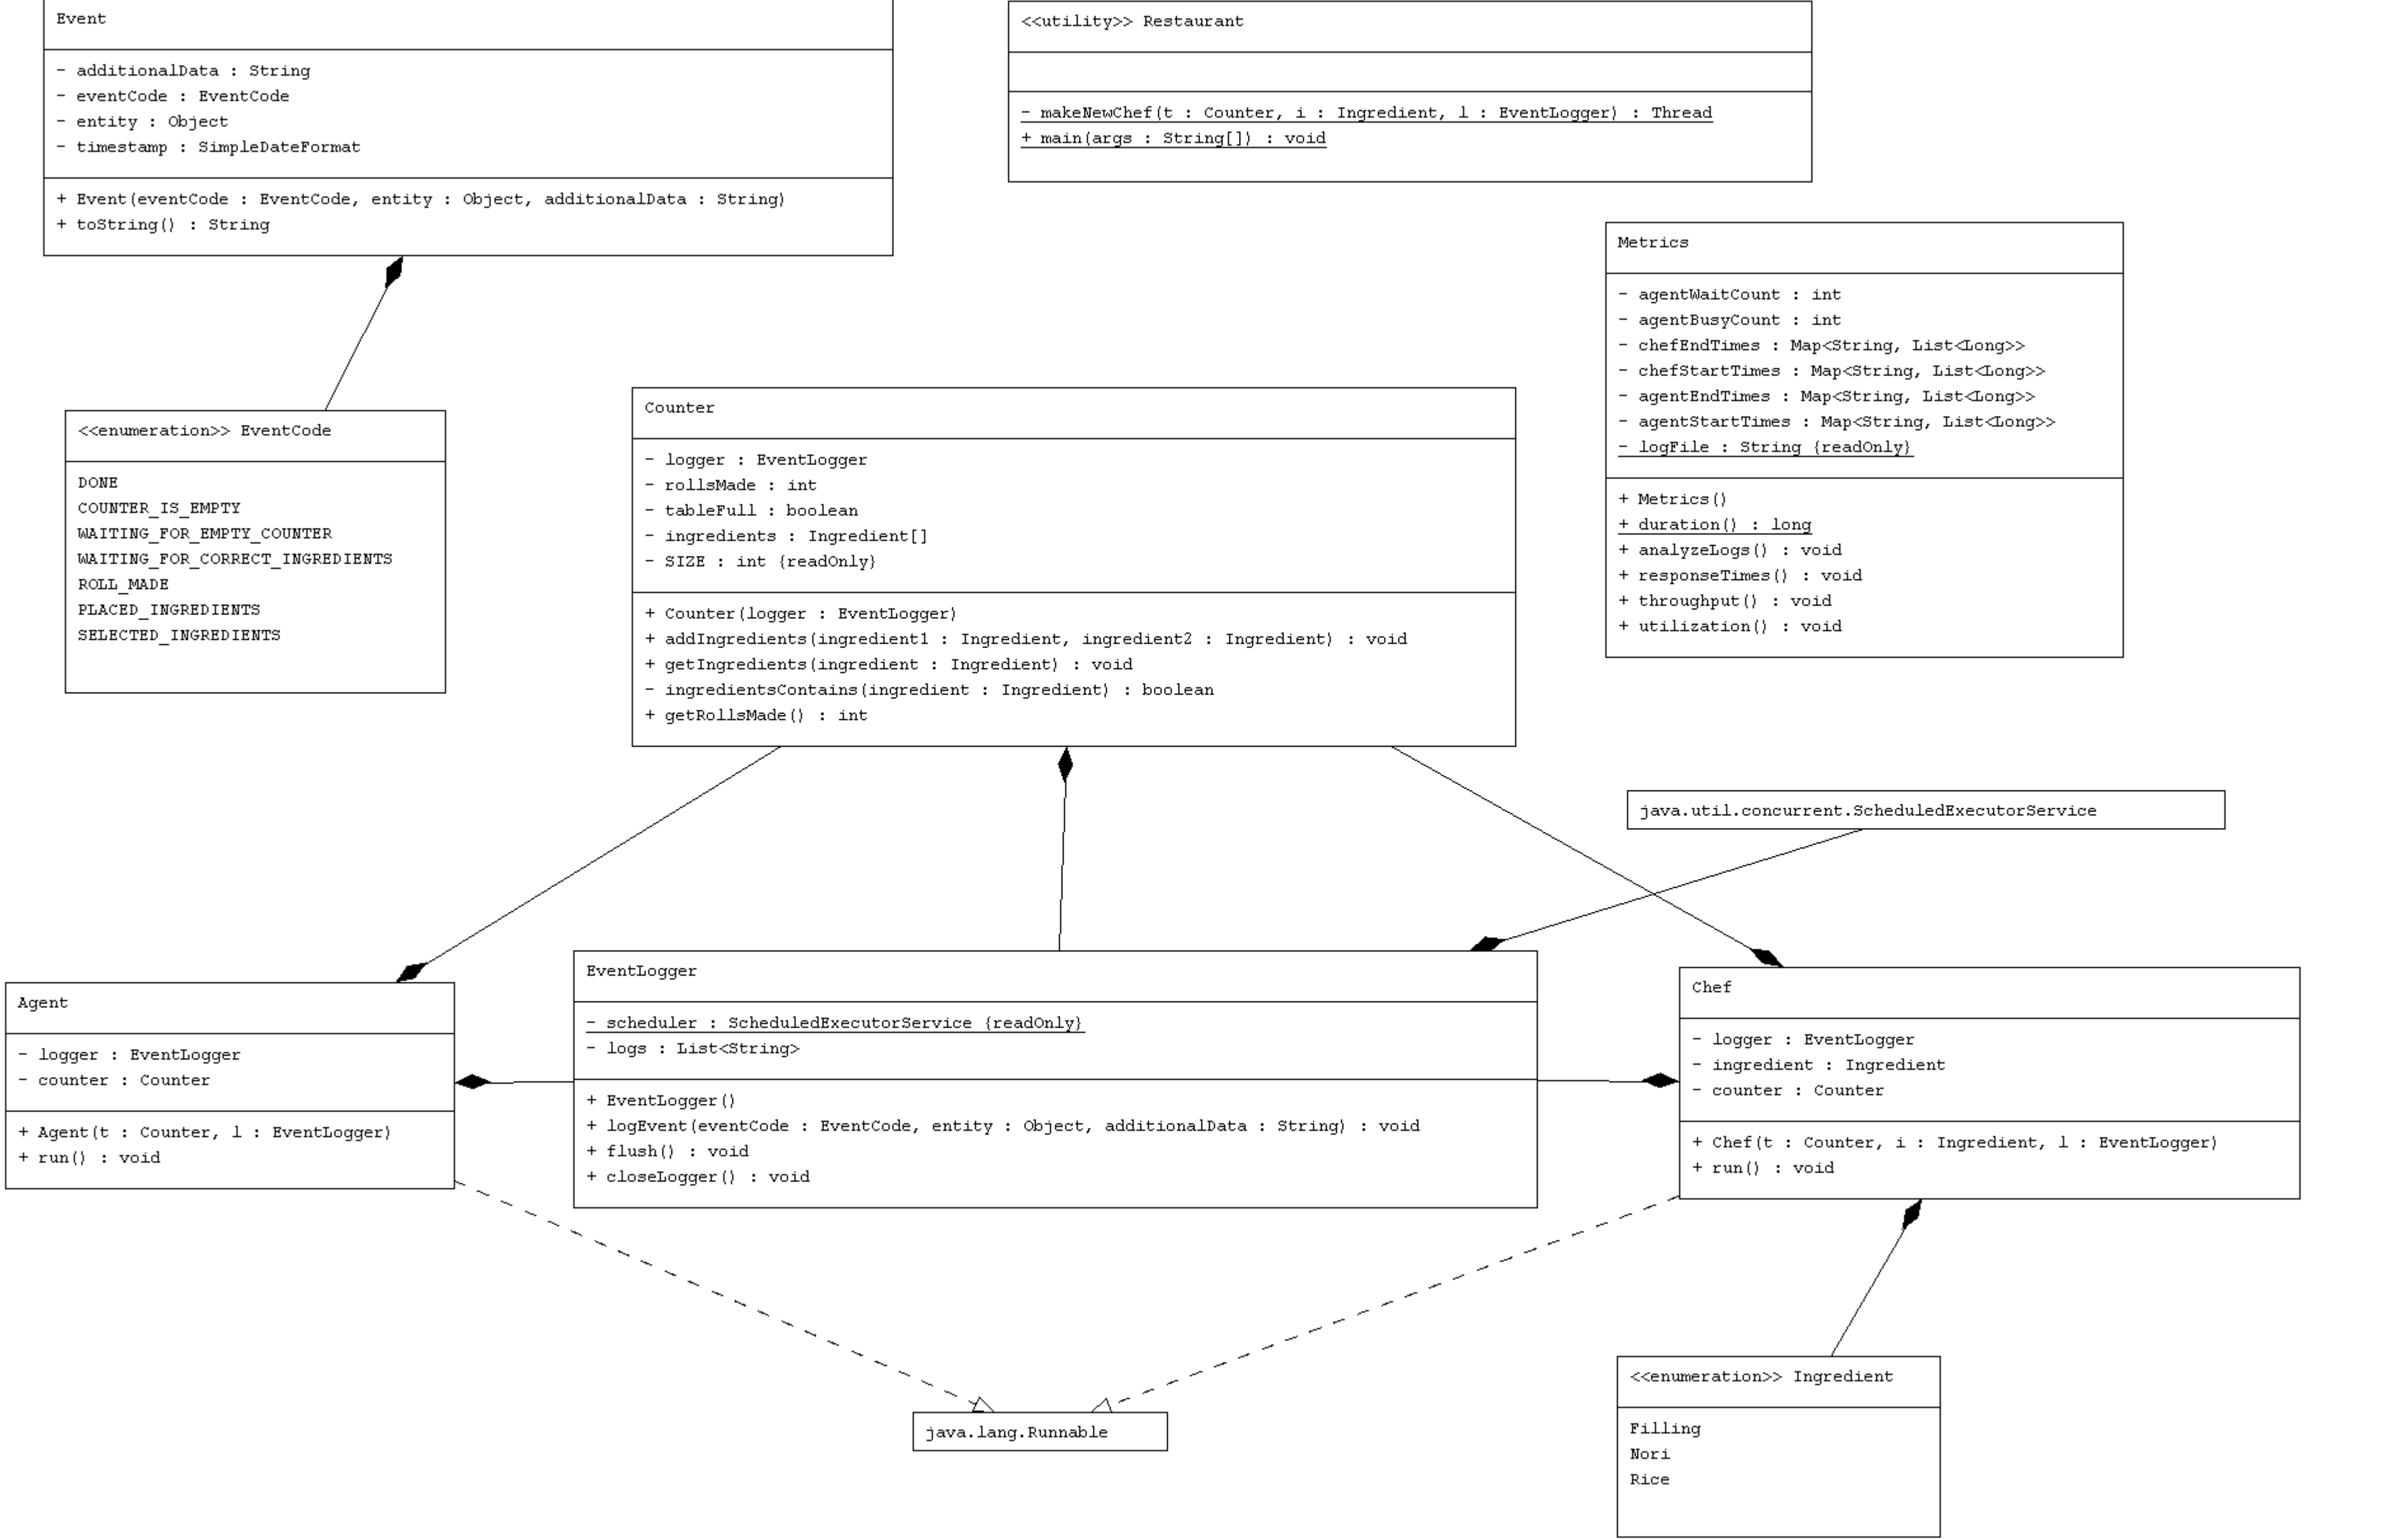 Event
- additionalData : String
- eventCode : EventCode
- entity : Object
- timestamp : SimpleDateFormat
+ Event(eventCode : EventCode, entity : Object, additionalData : String)
+ toString() : String
<<utility>> Restaurant
- makeNewChef(t : Counter, i : Ingredient, l : EventLogger) : Thread
+ main(args : String[]) : void
Metrics
- agentWaitCount : int
- agentBusyCount : int
- chefEndTimes : Map<String, List<Long>>
- chefStartTimes : Map<String, List<Long>>
- agentEndTimes : Map<String, List<Long>>
- agentStartTimes : Map<String, List<Long>>
- logFile : String {readOnly}
+ Metrics()
+ duration() : long
+ analyzeLogs() : void
+ responseTimes() : void
+ throughput() : void
+ utilization() : void
<<enumeration>> EventCode
DONE
COUNTER_IS_EMPTY
WAITING_FOR_EMPTY_COUNTER
WAITING_FOR_CORRECT_INGREDIENTS
ROLL_MADE
PLACED_INGREDIENTS
SELECTED_INGREDIENTS
Counter
- logger : EventLogger
- rollsMade : int
- tableFull : boolean
- ingredients : Ingredient[]
- SIZE : int {readOnly}
+ Counter(logger : EventLogger)
+ addIngredients(ingredient1 : Ingredient, ingredient2 : Ingredient) : void
+ getIngredients(ingredient : Ingredient) : void
- ingredientsContains(ingredient : Ingredient) : boolean
+ getRollsMade() : int
java.util.concurrent.ScheduledExecutorService
Agent
- logger : EventLogger
- counter : Counter
+ Agent(t : Counter, l : EventLogger)
+ run() : void
EventLogger
- scheduler : ScheduledExecutorService {readOnly}
- logs : List<String>
+ EventLogger()
+ logEvent(eventCode : EventCode, entity : Object, additionalData : String) : void
+ flush() : void
+ closeLogger() : void
Chef
- logger : EventLogger
- ingredient : Ingredient
- counter : Counter
+ Chef(t : Counter, i : Ingredient, l : EventLogger)
+ run() : void
java.lang.Runnable
<<enumeration>> Ingredient
Filling
Nori
Rice